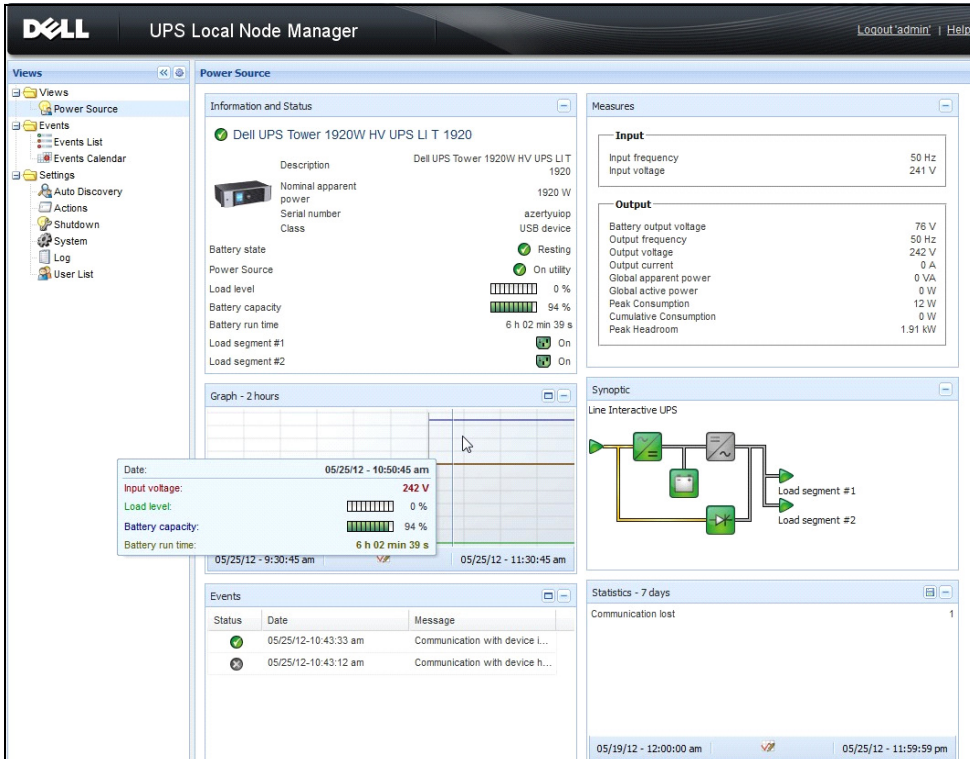 DELL UPS Local Node Manager Logout 'admin' | Help
Views
Views
Power Source
Events
Events List
Events Calendar
Settings
Auto Discovery
Actions
Shutdown
System
Log
User List
Power Source
Information and Status
Dell UPS Tower 1920W HV UPS LI T 1920
Description Dell UPS Tower 1920W HV UPS LI T
1920
Nominal apparent
power 1920 W
Serial number azertyuiop
Class USB device
Battery state Resting
Power Source On utility
Load level 0 %
Battery capacity 94 %
Battery run time 6 h 02 min 39 s
Load segment #1 On
Load segment #2 On
Measures
Input
Input frequency 50 Hz
Input voltage 241 V
Output
Battery output voltage 76 V
Output frequency 50 Hz
Output voltage 242 V
Output current 0 A
Global apparent power 0 VA
Global active power 0 W
Peak Consumption 12 W
Cumulative Consumption 0 W
Peak Headroom 1.91 kW
Graph - 2 hours
Date: 05/25/12 - 10:50:45 am
Input voltage: 242 V
Load level: 0 %
Battery capacity: 94 %
Battery run time: 6 h 02 min 39 s
05/25/12 - 9:30:45 am 05/25/12 - 11:30:45 am
Synoptic
Line Interactive UPS
Load segment #1
Load segment #2
Events
Status Date Message
05/25/12-10:43:33 am Communication with device i...
05/25/12-10:43:12 am Communication with device h...
Statistics - 7 days
Communication lost 1
05/19/12 - 12:00:00 am 05/25/12 - 11:59:59 pm